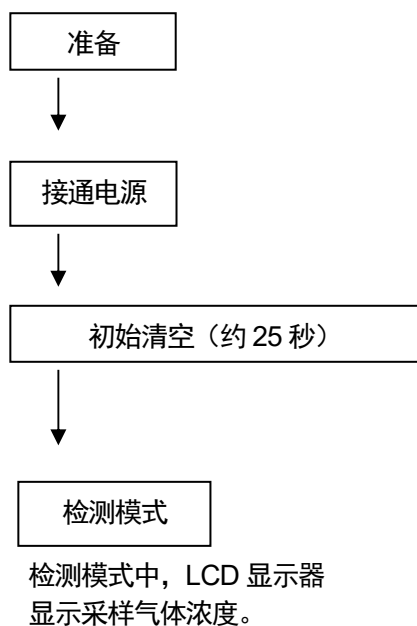 准备
接通电源
初始清空（约 25 秒）
检测模式
检测模式中，LCD 显示器
显示采样气体浓度。